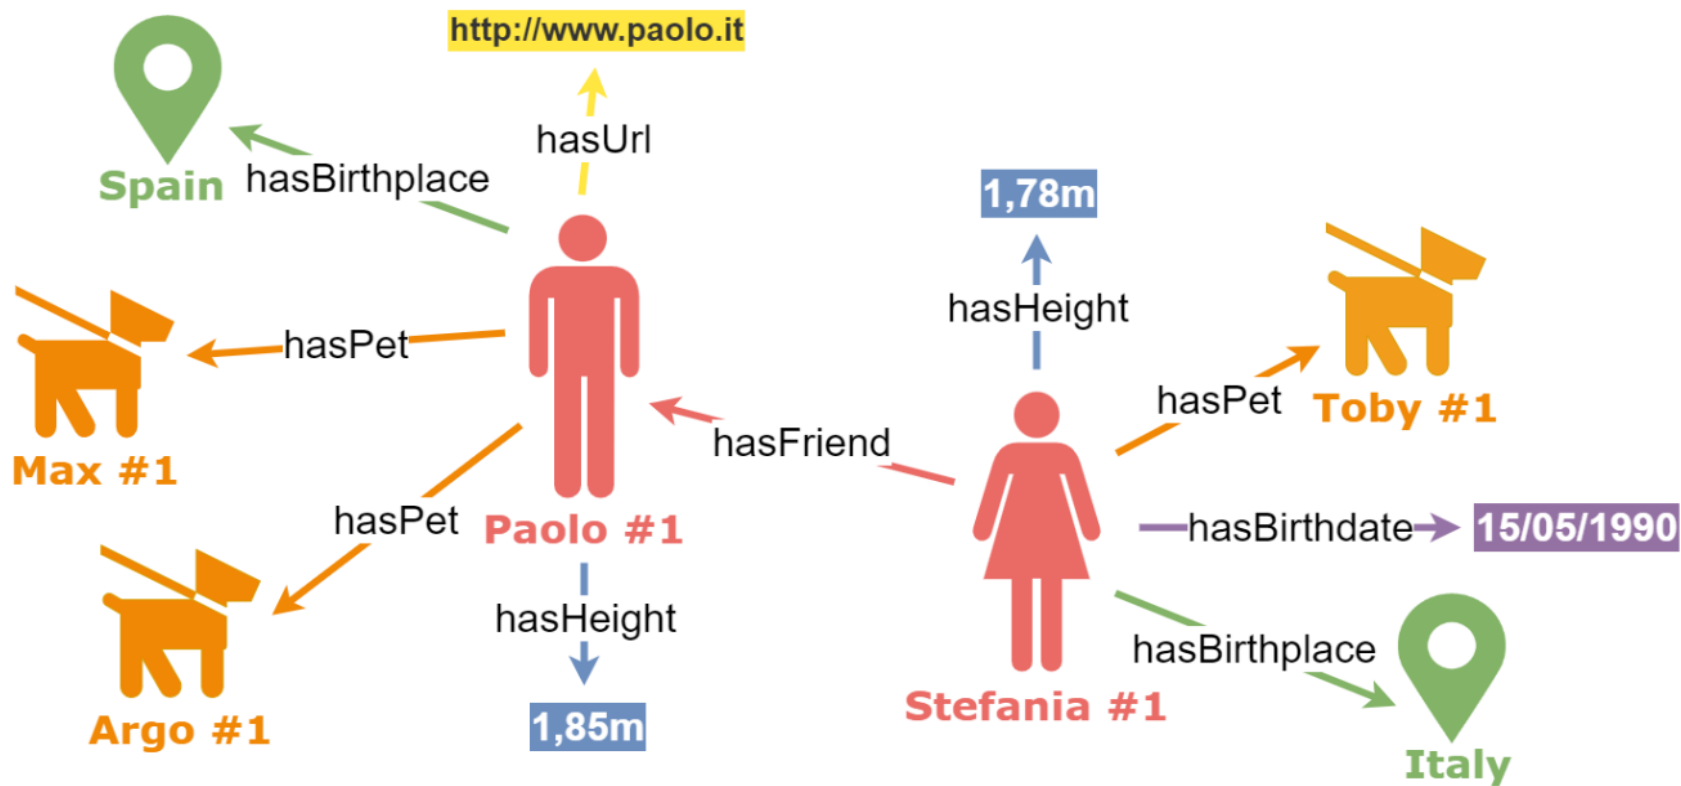 http://www.paolo.it
hasUrl
Spain
hasBirthplace
1,78m
hasHeight
hasPet
Max #1
hasPet
Toby #1
hasFriend
hasPet
Paolo #1
hasBirthdate
15/05/1990
hasHeight
hasBirthplace
Argo #1
1,85m
Stefania #1
Italy